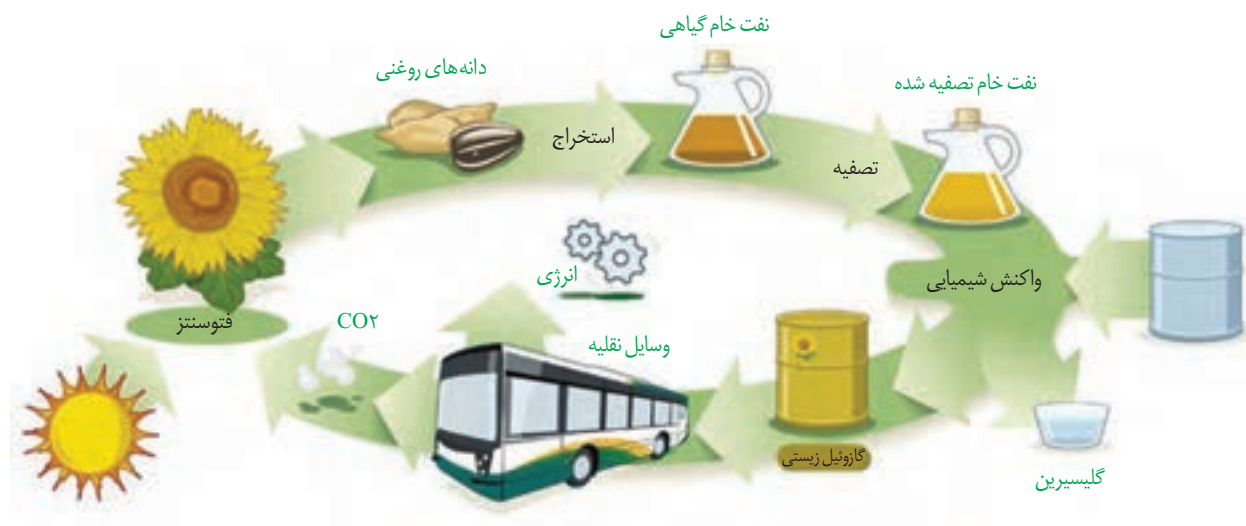 نفت خام گیاهی
دانه‌های روغنی
نفت خام تصفیه شده
استخراج
تصفیه
انرژی
واکنش شیمیایی
فتوسنتز
CO۲
وسایل نقلیه
گازوئیل زیستی
گلیسیرین